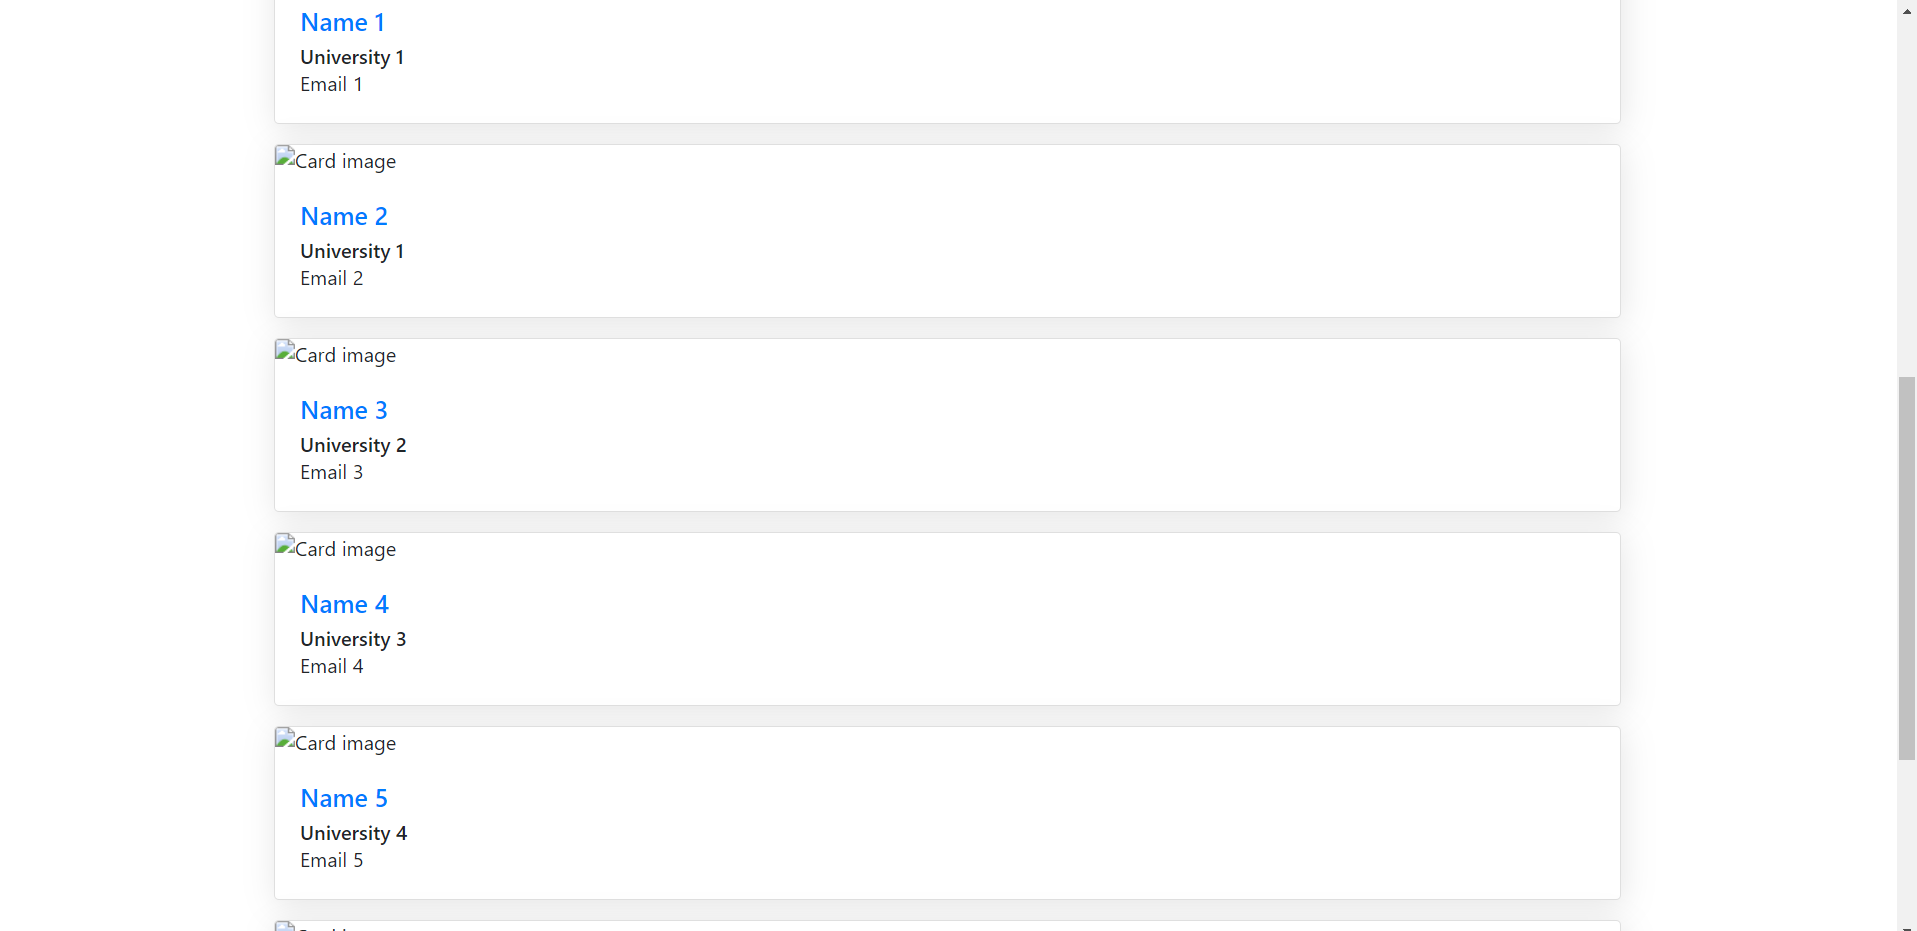 Name 1
University 1
Email 1
Card image
Name 2
University 1
Email 2
Card image
Name 3
University 2
Email 3
Card image
Name 4
University 3
Email 4
Card image
Name 5
University 4
Email 5